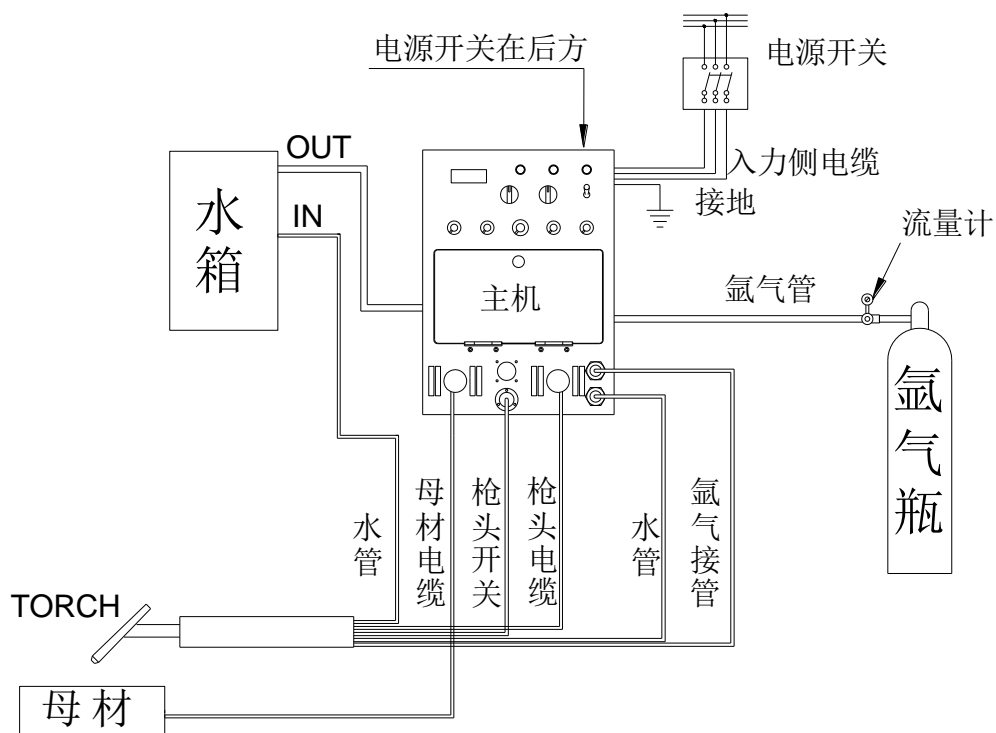 电源开关在后方
电源开关
OUT
入力侧电缆
IN
接地
水箱
流量计
主机
氩气管
氩气瓶
水管
母材电缆
枪头开关
枪头电缆
水管
氩气接管
TORCH
母材